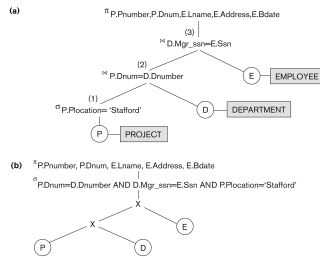 (a)
π P.Pnumber,P.Dnum,E.Lname,E.Address,E.Bdate
(3)
⋈ D.Mgr_ssn=E.Ssn
(2)
⋈ P.Dnum=D.Dnumber
E
EMPLOYEE
(1)
σ P.Plocation= 'Stafford'
D
DEPARTMENT
P
PROJECT
(b)
π P.Pnumber, P.Dnum, E.Lname, E.Address, E.Bdate
σ P.Dnum=D.Dnumber AND D.Mgr_ssn=E.Ssn AND P.Plocation='Stafford'
X
X
E
P
D